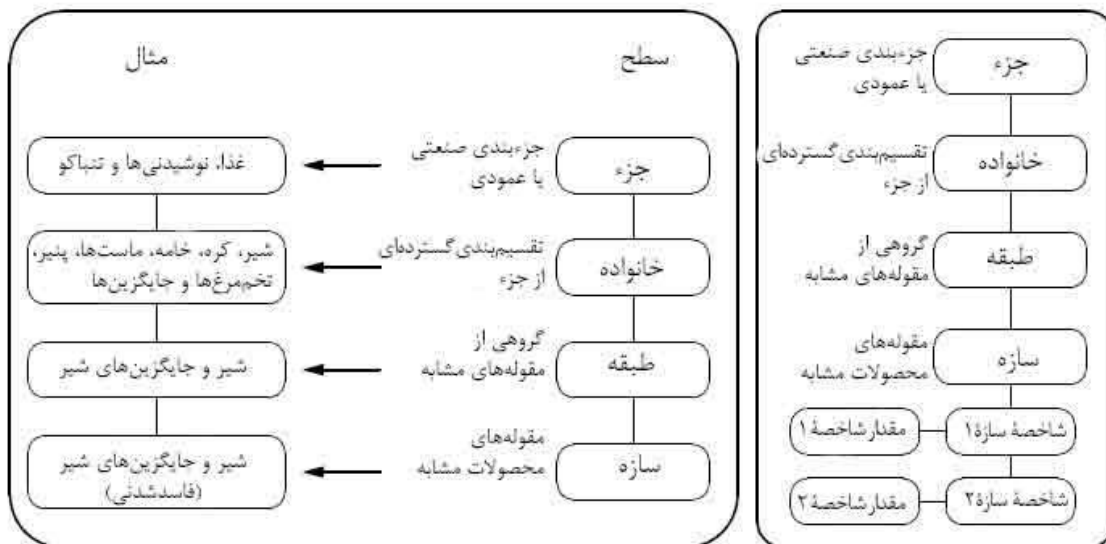 جزء
جزءبندی صنعتی
یا عمودی
خانواده
تقسیم‌بندی گسترده‌ای
از جزء
طبقه
گروهی از
مقوله‌های مشابه
سازه
مقوله‌های
محصولات مشابه
شاخصهٔ سازهٔ ۱
مقدار شاخصهٔ ۱
شاخصهٔ سازهٔ ۲
مقدار شاخصهٔ ۲
سطح
مثال
جزء
جزءبندی صنعتی
یا عمودی
غذا، نوشیدنی‌ها و تنباکو
خانواده
تقسیم‌بندی گسترده‌ای
از جزء
شیر، کره، خامه، ماست‌ها، پنیر،
تخم‌مرغ‌ها و جایگزین‌ها
طبقه
گروهی از
مقوله‌های مشابه
شیر و جایگزین‌های شیر
سازه
مقوله‌های
محصولات مشابه
شیر و جایگزین‌های شیر
(فاسدشدنی)